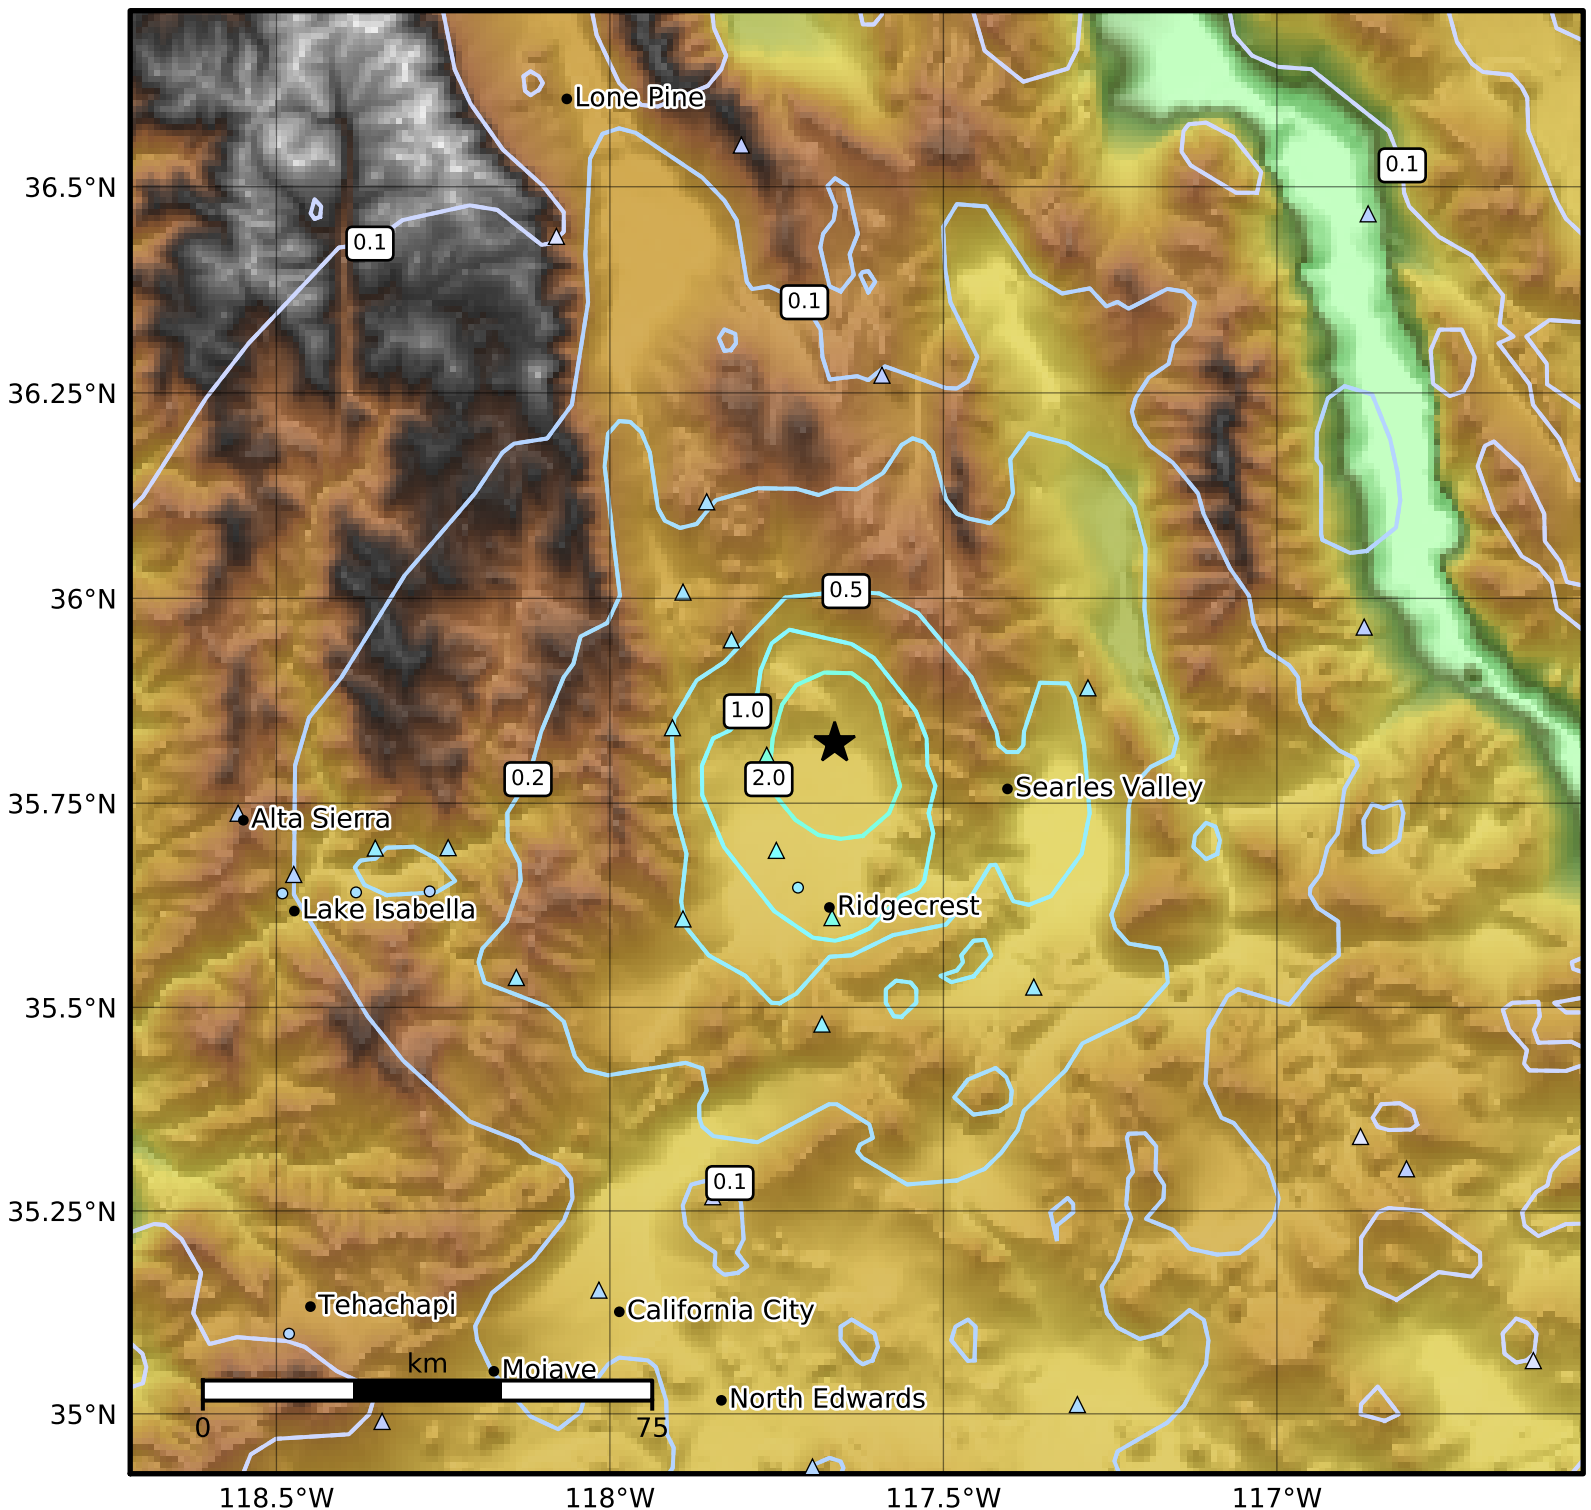 Lone Pine
0.1
36.5°N
0.1
0.1
36.25°N
0.5
36°N
1.0
0.2
2.0
Searles Valley
35.75°N
Alta Sierra
Ridgecrest
Lake Isabella
35.5°N
0.1
35.25°N
Tehachapi
California City
km
Mojave
North Edwards
35°N
0
75
118.5°W
118°W
117.5°W
117°W